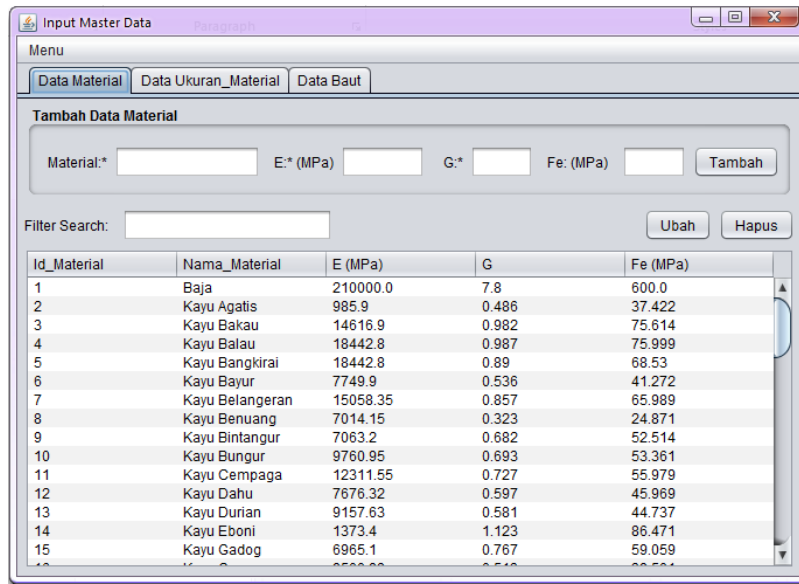 Input Master Data
Menu
Data Material Data Ukuran_Material Data Baut
Tambah Data Material
Material:* E:* (MPa) G:* Fe: (MPa) Tambah
Filter Search: Ubah Hapus
Id_Material Nama_Material E (MPa) G Fe (MPa)
1 Baja 210000.0 7.8 600.0
2 Kayu Agatis 985.9 0.486 37.422
3 Kayu Bakau 14616.9 0.982 75.614
4 Kayu Balau 18442.8 0.987 75.999
5 Kayu Bangkirai 18442.8 0.89 68.53
6 Kayu Bayur 7749.9 0.536 41.272
7 Kayu Belangeran 15058.35 0.857 65.989
8 Kayu Benuang 7014.15 0.323 24.871
9 Kayu Bintangur 7063.2 0.682 52.514
10 Kayu Bungur 9760.95 0.693 53.361
11 Kayu Cempaga 12311.55 0.727 55.979
12 Kayu Dahu 7676.32 0.597 45.969
13 Kayu Durian 9157.63 0.581 44.737
14 Kayu Eboni 1373.4 1.123 86.471
15 Kayu Gadog 6965.1 0.767 59.059